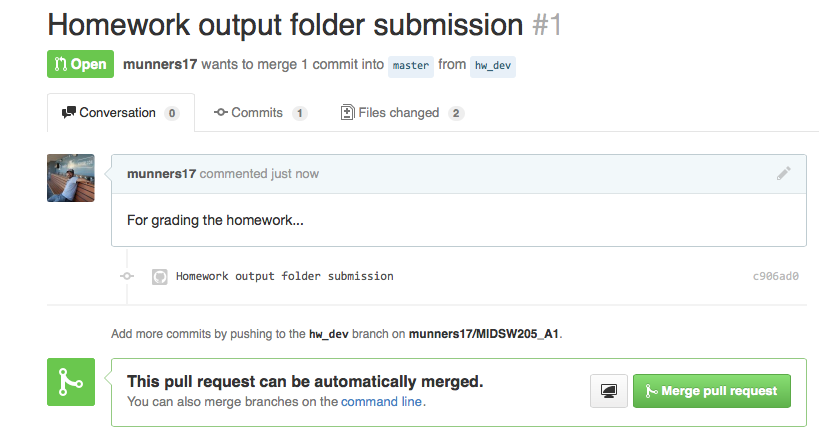 Homework output folder submission #1
Open munners17 wants to merge 1 commit into master from hw_dev
Conversation 0 Commits 1 Files changed 2
munners17 commented just now
For grading the homework...
Homework output folder submission c906ad0
Add more commits by pushing to the hw_dev branch on munners17/MIDSW205_A1.
This pull request can be automatically merged.
You can also merge branches on the command line.
Merge pull request